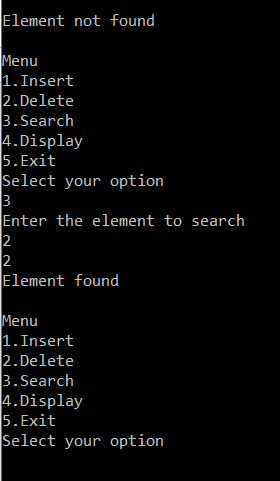 Element not found
Menu
1.Insert
2.Delete
3.Search
4.Display
5.Exit
Select your option
3
Enter the element to search
2
2
Element found
Menu
1.Insert
2.Delete
3.Search
4.Display
5.Exit
Select your option